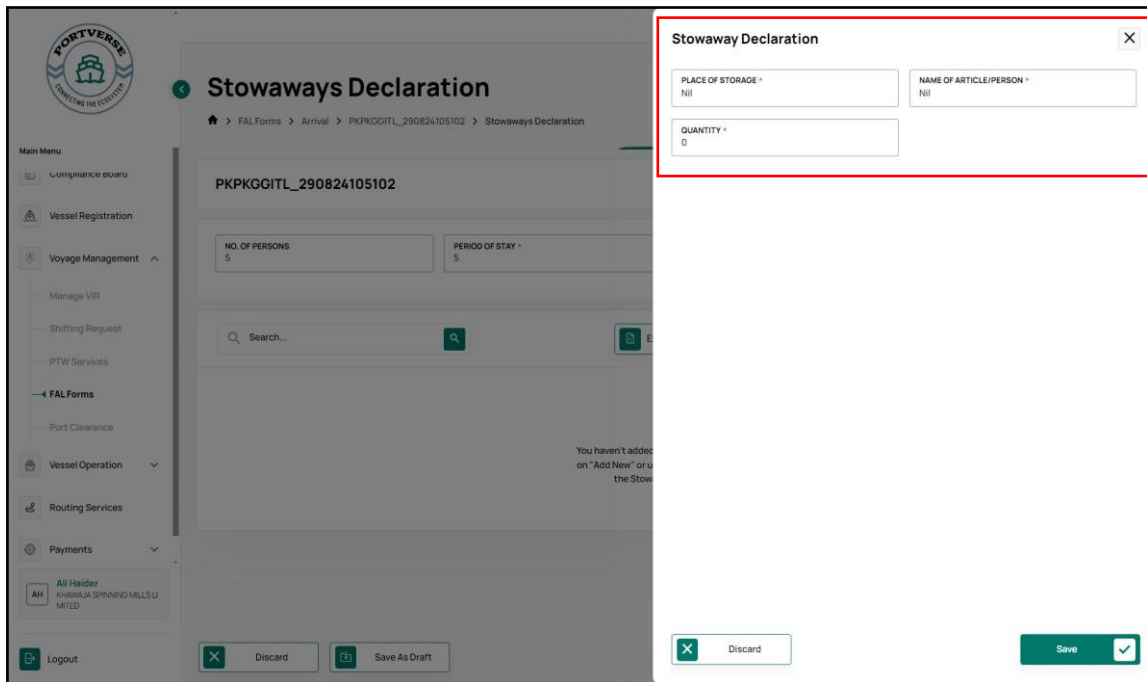 PORTVERSE
CONNECTING THE ECOSYSTEM
Main Menu
Compliance Board
Vessel Registration
Voyage Management
Manage VIR
Shifting Request
PTW Services
FAL Forms
Port Clearance
Vessel Operation
Routing Services
Payments
AH
Ali Haider
KHAWAJA SPINNING MILLS LI
MITED
Logout
Stowaways Declaration
> FAL Forms > Arrival > PKPKGGITL_290824105102 > Stowaways Declaration
PKPKGGITL_290824105102
NO. OF PERSONS
5
PERIOD OF STAY *
5
Search...
You haven't added
on "Add New" or u
the Stow
Discard
Save As Draft
Stowaway Declaration
PLACE OF STORAGE *
Nil
NAME OF ARTICLE/PERSON *
Nil
QUANTITY *
0
Discard
Save